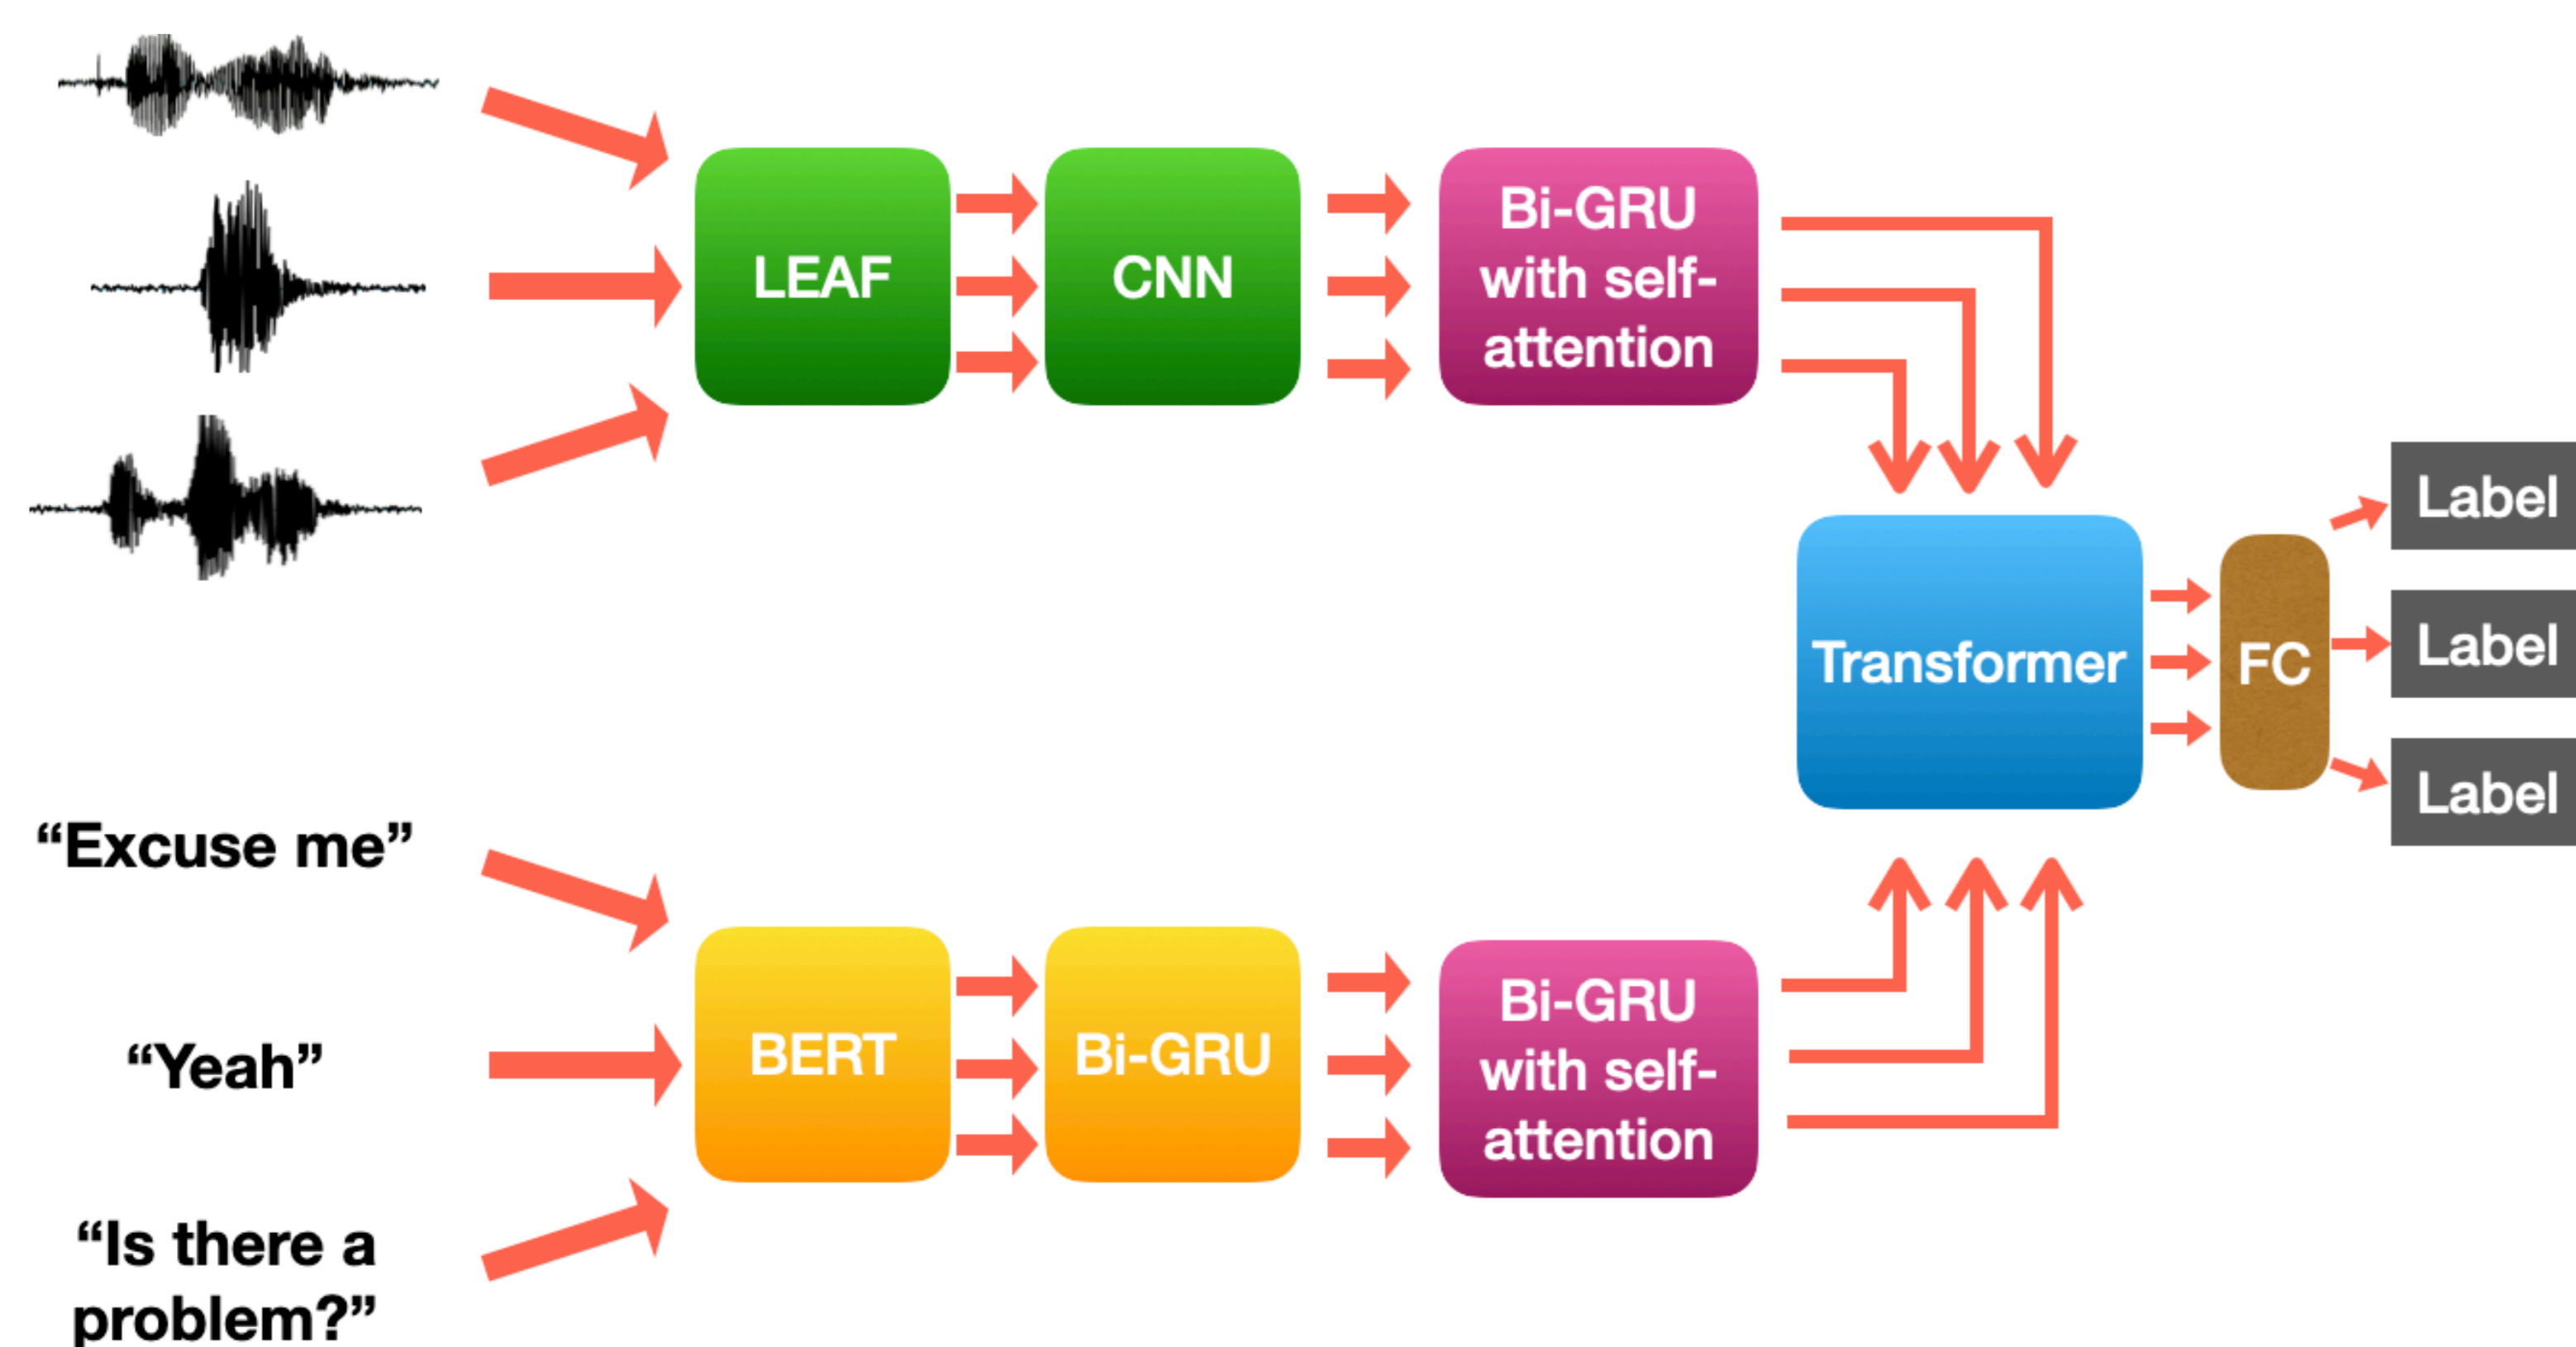 LEAF
CNN
Bi-GRU
with self-
attention
Label
Label
Label
Transformer
FC
“Excuse me”
“Yeah”
“Is there a
problem?”
BERT
Bi-GRU
Bi-GRU
with self-
attention